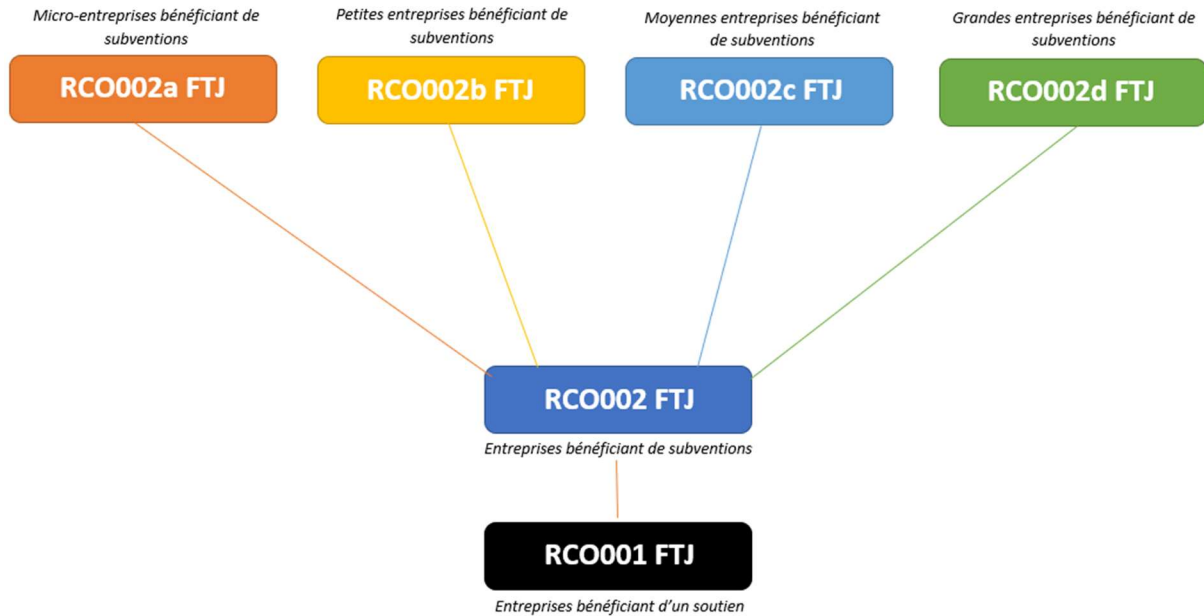 Micro-entreprises bénéficiant de
subventions
RCO002a FTJ
Petites entreprises bénéficiant de
subventions
RCO002b FTJ
Moyennes entreprises bénéficiant
de subventions
RCO002c FTJ
Grandes entreprises bénéficiant de
subventions
RCO002d FTJ
RCO002 FTJ
Entreprises bénéficiant de subventions
RCO001 FTJ
Entreprises bénéficiant d'un soutien